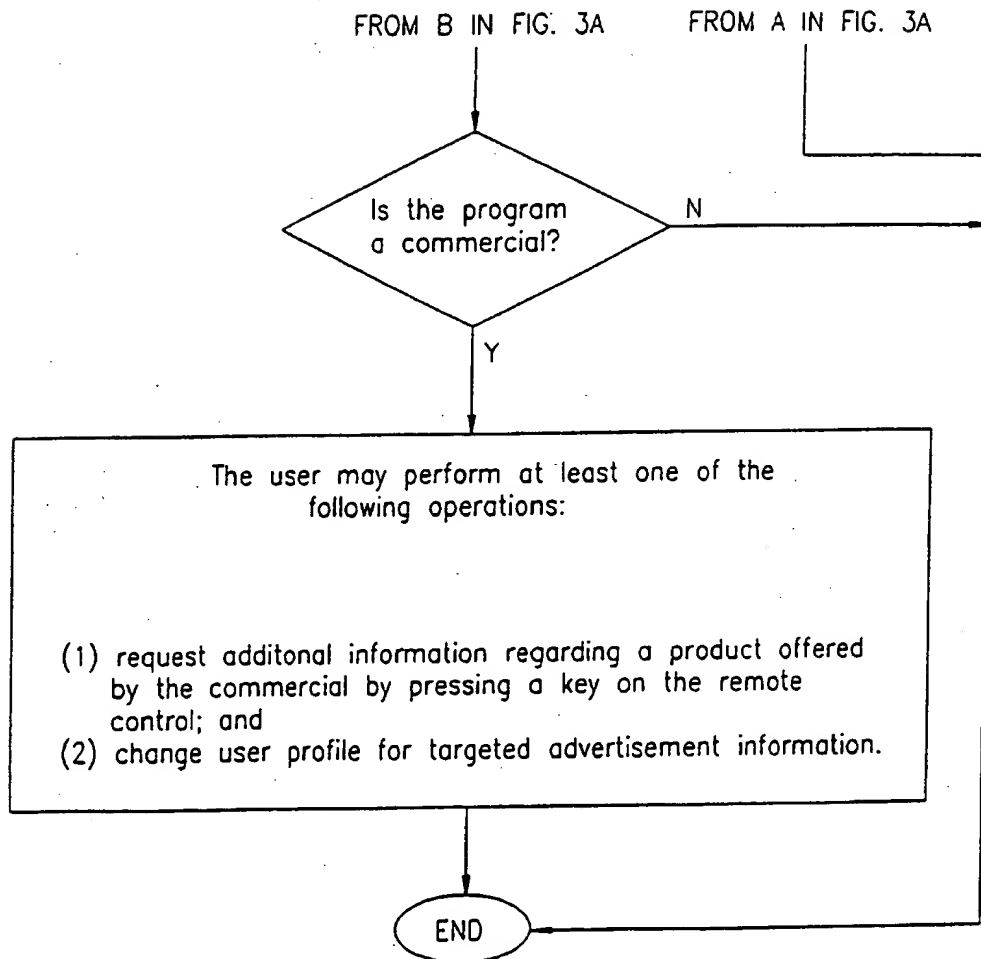 FROM B IN FIG. 3A
FROM A IN FIG. 3A
Is the program
a commercial?
N
Y
The user may perform at least one of the
following operations:
(1) request additonal information regarding a product offered
by the commercial by pressing a key on the remote
control; and
(2) change user profile for targeted advertisement information.
END